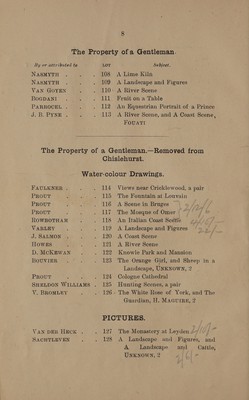 8
The Property of a Gentleman.
By or attributed to LOT Subject.
NASMYTH . . . 108 A Lime Kiln
NASMYTH . . . 109 A Landscape and Figures
VAN GOYEN . . 110 A River Scene
BOGDANI . . . 111 Fruit on a Table
PARROCEL . . . 112 An Equestrian Portrait of a Prince
J. B. PYNE . . . 113 A River Scene, and A Coast Scene,
FOUAYI
The Property of a Gentleman.—Removed from
Chislehurst.
Water-colour Drawings.
FAULKNER . . . 114 Views near Cricklewood, a pair
PROUT . . . 115 The Fountain at Louvain
PROUT . . . 116 A Scene in Bruges
PROUT . . . 117 The Mosque of Omar
ROWBOTHAM . . 118 An Italian Coast Scene
VARLEY . . . 119 A Landscape and Figures
J. SALMON . . . 120 A Coast Scene
HOWES . . . 121 A River Scene
D. MCKEWAN . . 122 Knowle Park and Mansion
BOUVIER . . . 123 The Orange Girl, and Sheep in a
Landscape, UNKNOWN, 2
PROUT . . . 124 Cologne Cathedral
SHELDON WILLIAMS . 125 Hunting Scenes, a pair
V. BROMLEY . . 126 The White Rose of York, and The
Guardian, H. MAGUIRE, 2
PICTURES.
VAN DER HECK . . 127 The Monastery at Leyden
NACHTLEVEN . . 128 A Landscape and Figures, and
A Landscape and Cattle,
UNKNOWN, 2